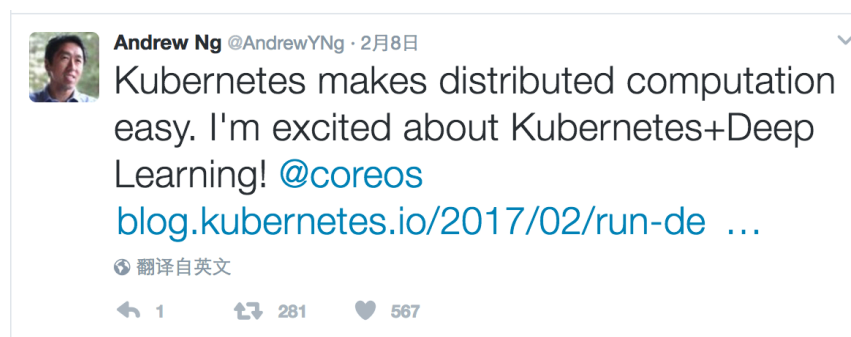 Andrew Ng @AndrewYNg · 2月8日
Kubernetes makes distributed computation
easy. I'm excited about Kubernetes+Deep
Learning! @coreos
blog.kubernetes.io/2017/02/run-de …
翻译自英文
1 281 567